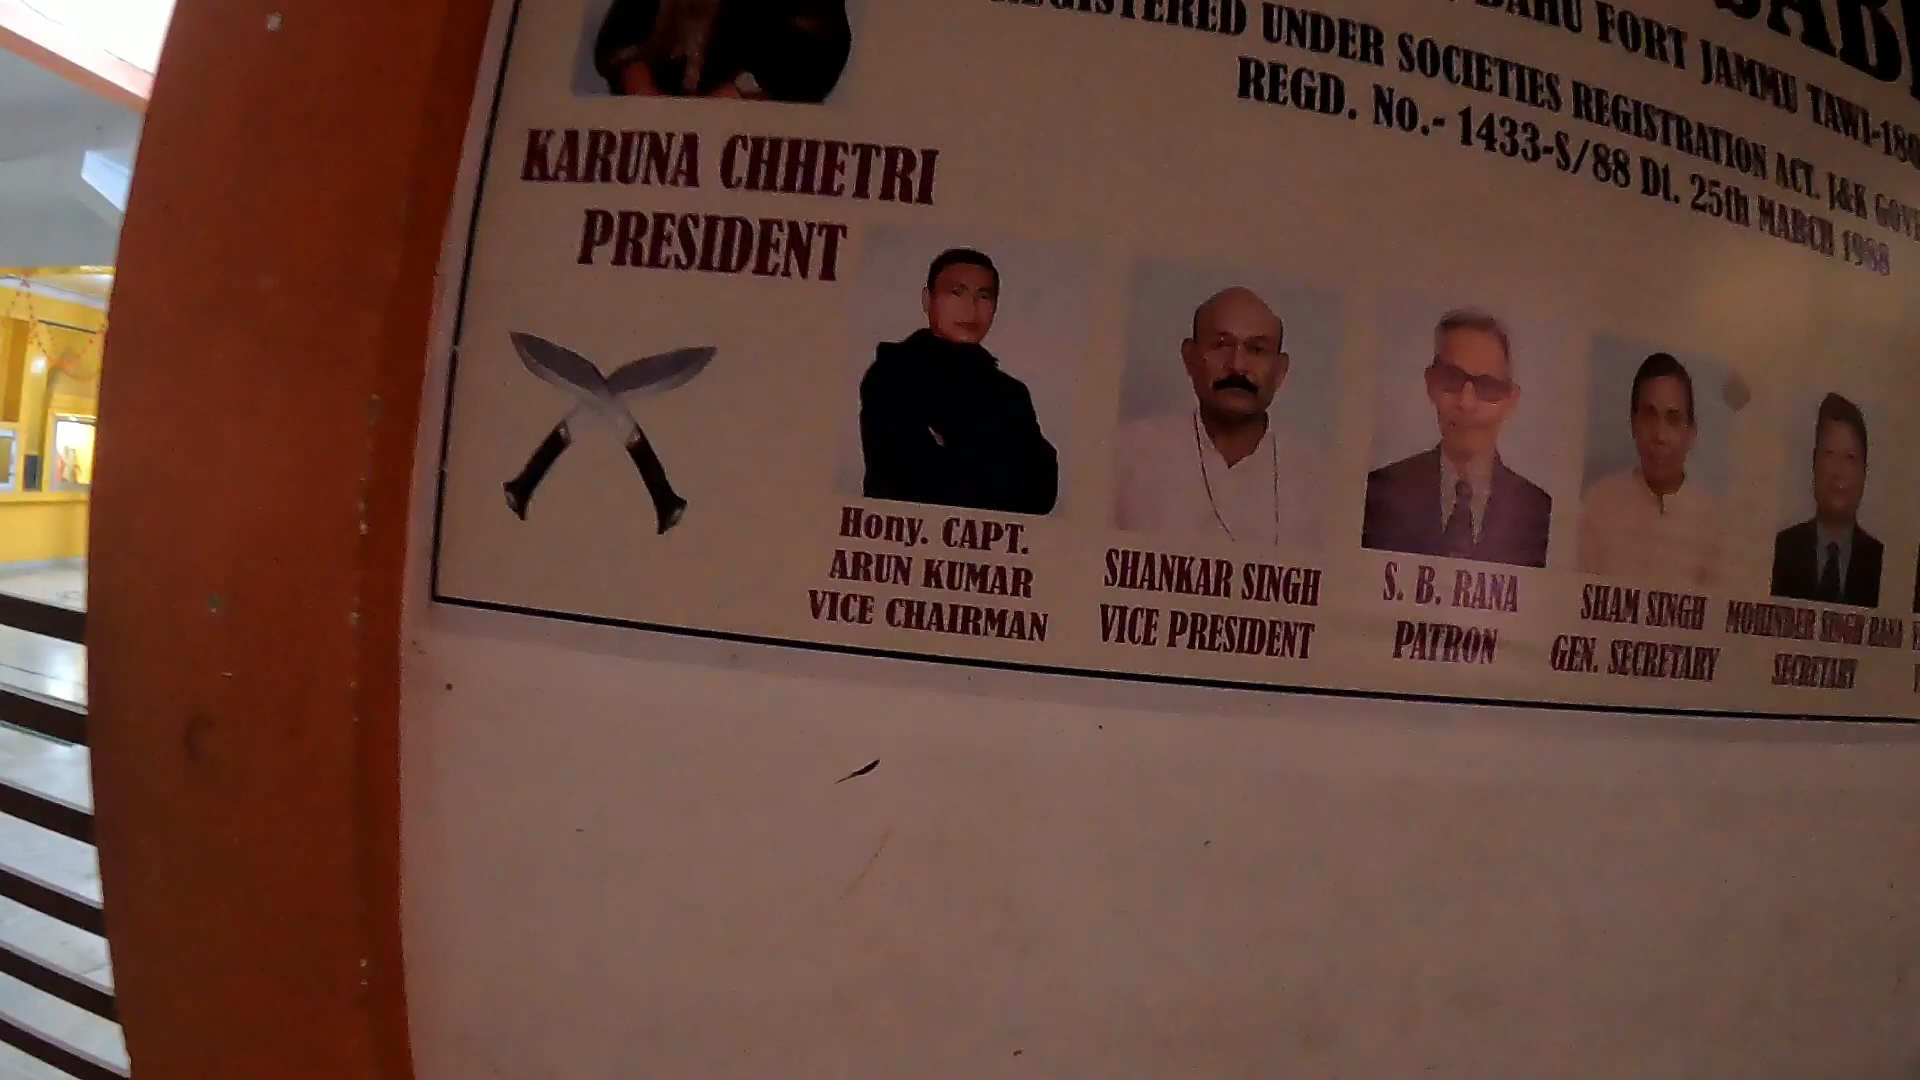 BAHU FORT JAMMU TAWI-180
REGISTERED UNDER SOCIETIES REGISTRATION ACT. J&K GOVT
REGD. No.- 1433-S/88 Dt. 25th MARCH 1988
KARUNA CHHETRI
PRESIDENT
Hony. CAPT.
ARUN KUMAR
VICE CHAIRMAN
SHANKAR SINGH
VICE PRESIDENT
S. B. RANA
PATRON
SHAM SINGH
GEN. SECRETARY
MOHINDER SINGH RANA
SECRETARY